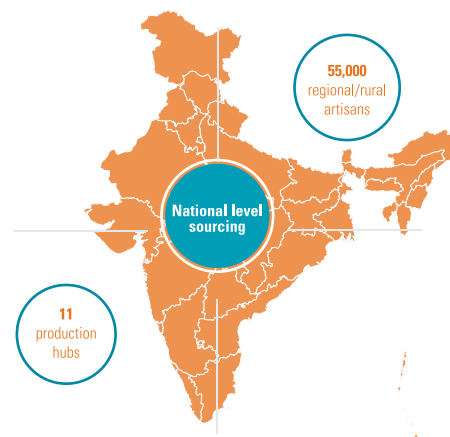 55,000
regional/rural
artisans
National level
sourcing
11
production
hubs